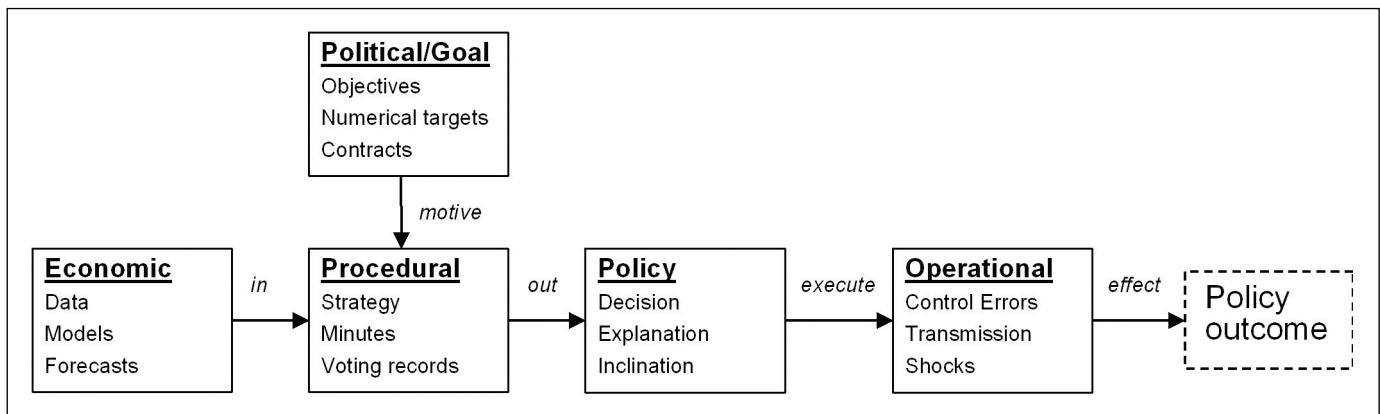 Political/Goal
Objectives
Numerical targets
Contracts
motive
Economic
Data
Models
Forecasts
in
Procedural
Strategy
Minutes
Voting records
out
Policy
Decision
Explanation
Inclination
execute
Operational
Control Errors
Transmission
Shocks
effect
Policy
outcome